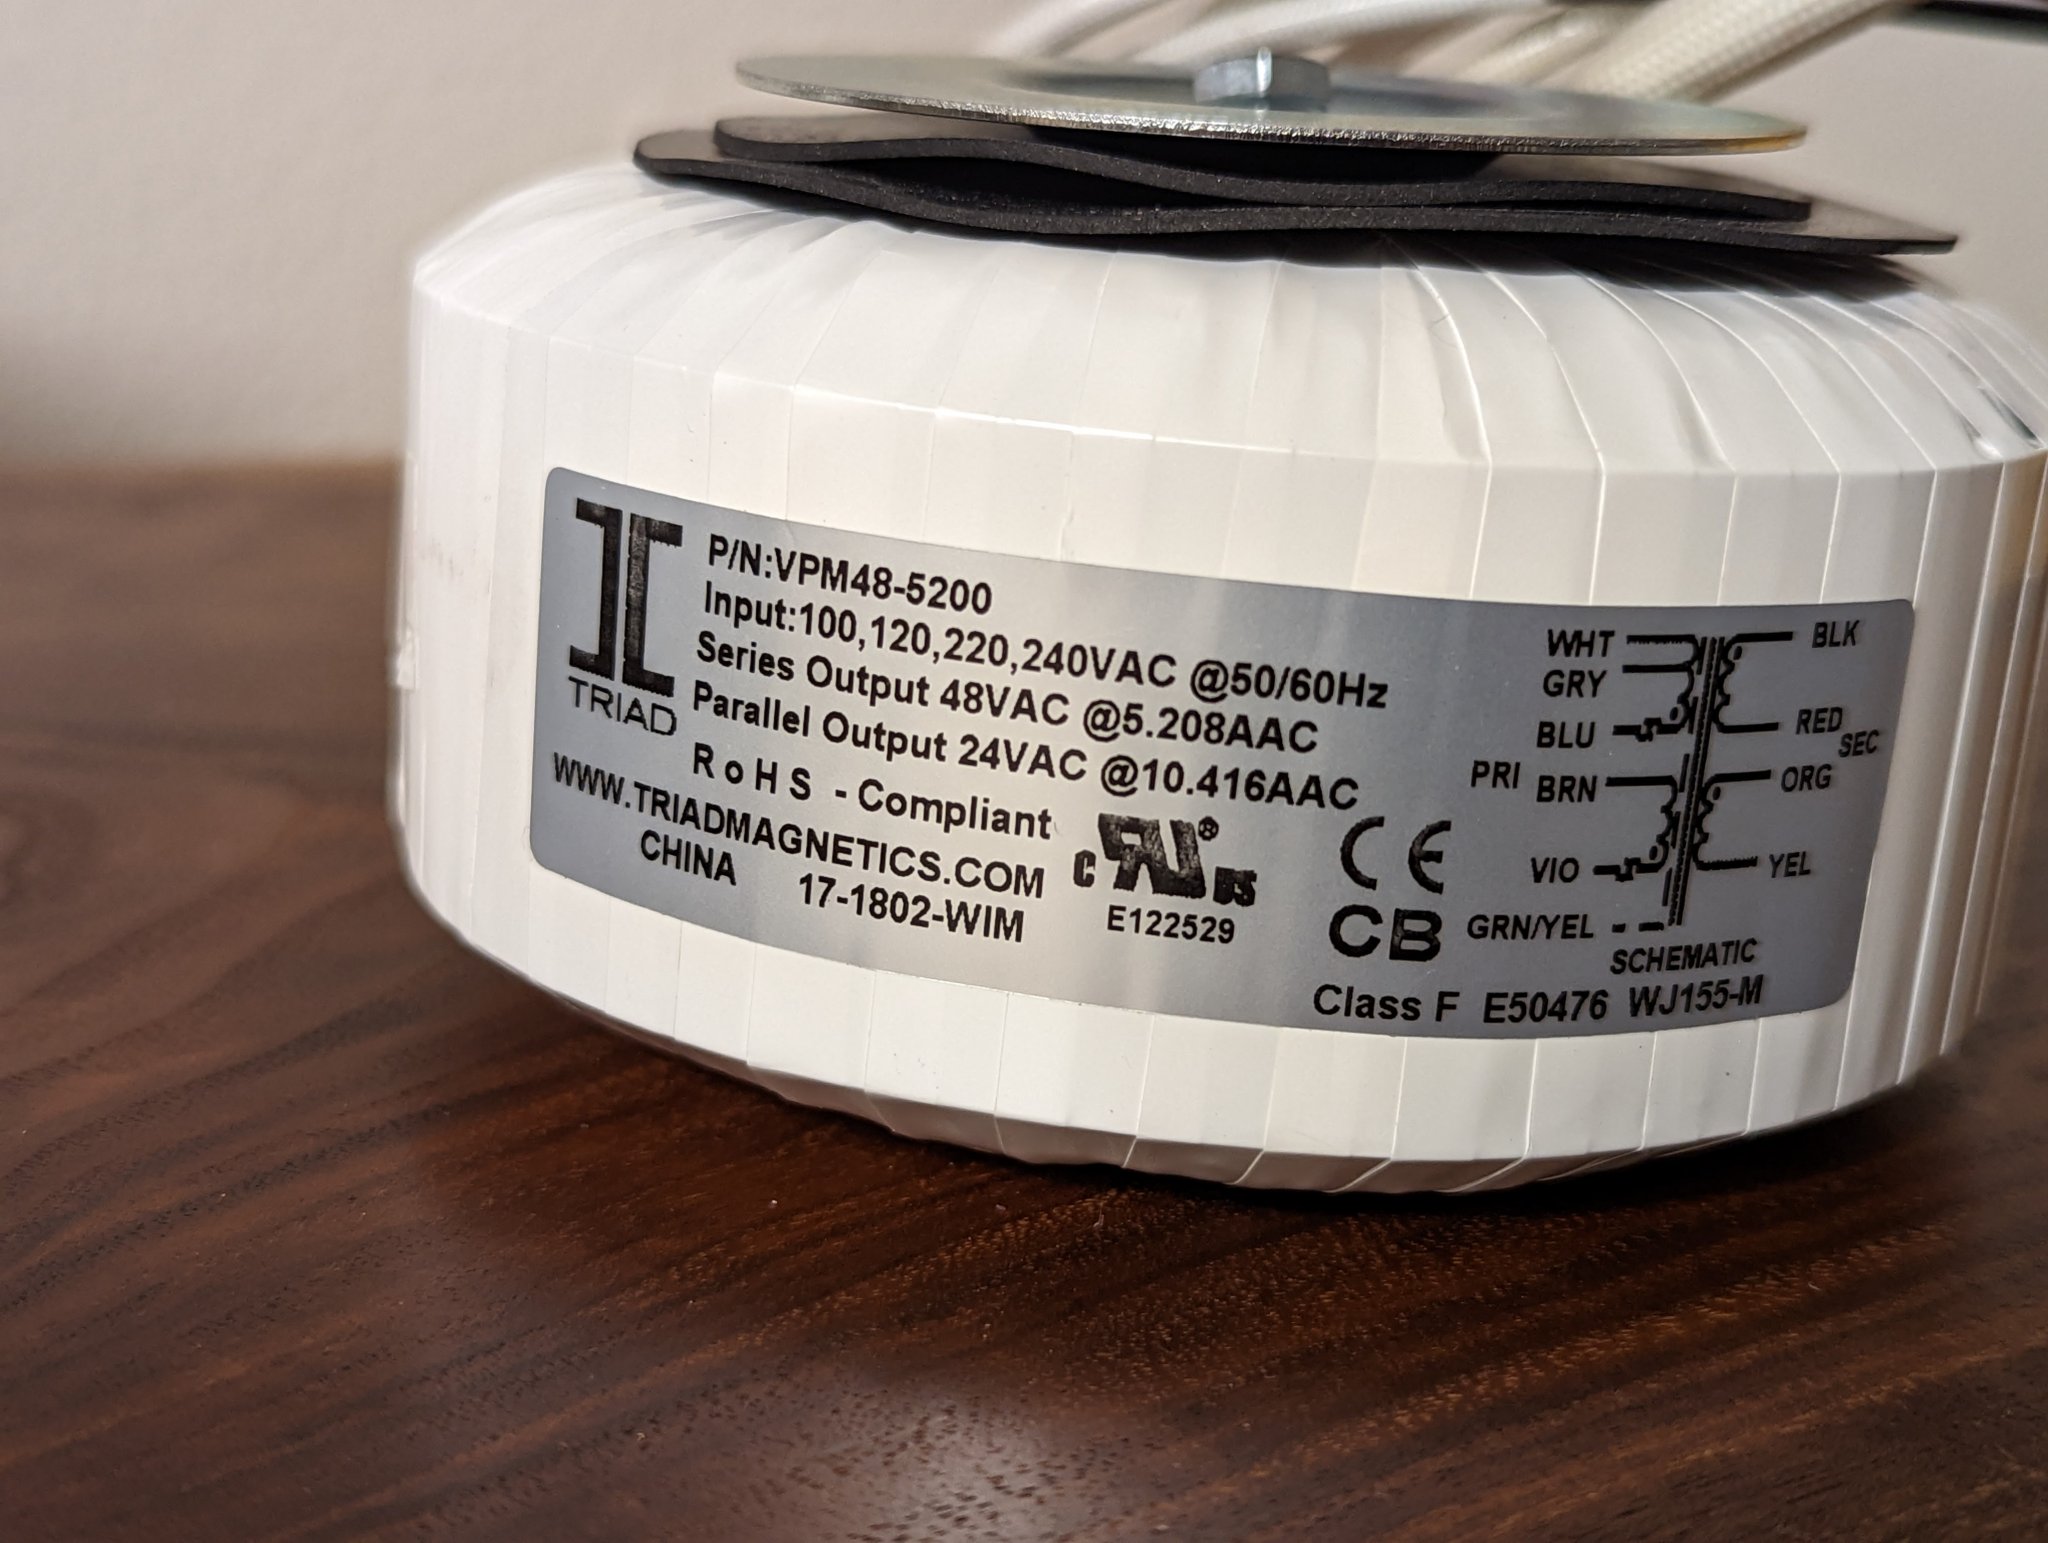 TRIAD
P/N:VPM48-5200
Input:100,120,220,240VAC @50/60Hz
Series Output 48VAC @5.208AAC
Parallel Output 24VAC @10.416AAC
RoHS - Compliant
WWW.TRIADMAGNETICS.COM
CHINA 17-1802-WIM
c RU® US
E122529
CE
CB
Class F E50476 WJ155-M
WHT
GRY
BLU
PRI
BRN
VIO
GRN/YEL
BLK
RED
SEC
ORG
YEL
SCHEMATIC